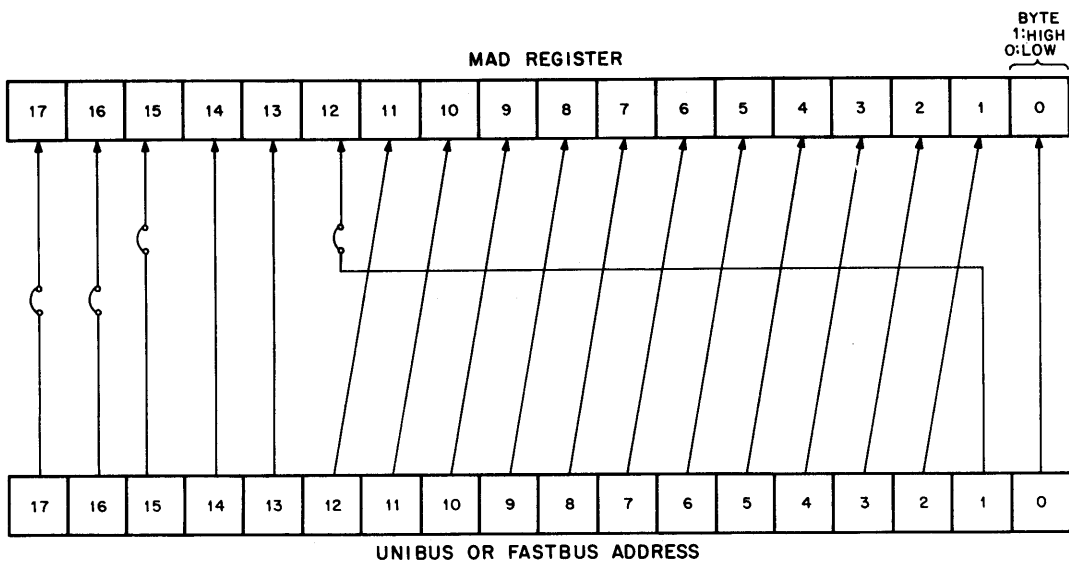 BYTE
1:HIGH
0:LOW
MAD REGISTER
17 16 15 14 13 12 11 10 9 8 7 6 5 4 3 2 1 0
17 16 15 14 13 12 11 10 9 8 7 6 5 4 3 2 1 0
UNIBUS OR FASTBUS ADDRESS